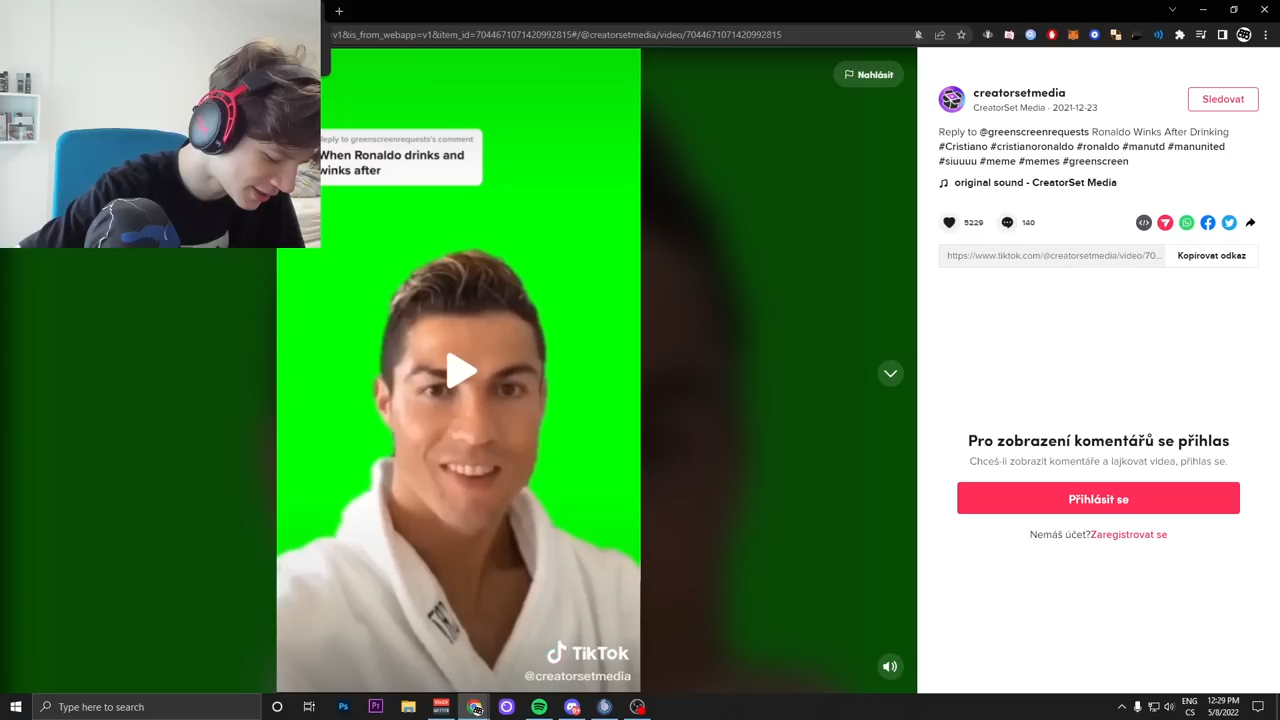 v1&is_from_webapp=v1&item_id=7044671071420992815#/@creatorsetmedia/video/7044671071420992815
Nahlásit
Reply to greenscreenrequests's comment
When Ronaldo drinks and
winks after
TikTok
@creatorsetmedia
creatorsetmedia
CreatorSet Media · 2021-12-23
Sledovat
Reply to @greenscreenrequests Ronaldo Winks After Drinking
#Cristiano #cristianoronaldo #ronaldo #manutd #manunited
#siuuuu #meme #memes #greenscreen
original sound - CreatorSet Media
5229
140
https://www.tiktok.com/@creatorsetmedia/video/70...
Kopírovat odkaz
Pro zobrazení komentářů se přihlas
Chceš-li zobrazit komentáře a lajkovat videa, přihlas se.
Přihlásit se
Nemáš účet?Zaregistrovat se
Type here to search
Ps
Pr
ENG
CS
12:29 PM
5/8/2022